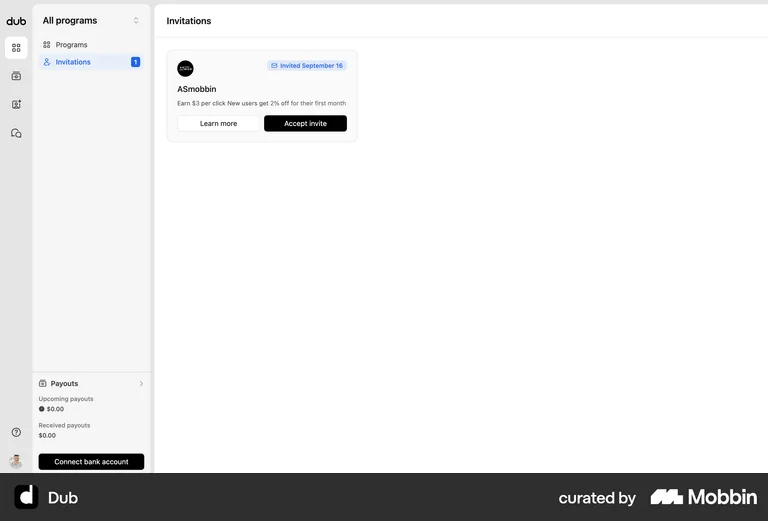 dub
All programs
Programs
Invitations
1
Payouts
Upcoming payouts
$0.00
Received payouts
$0.00
Connect bank account
Invitations
Invited September 16
ASmobbin
Earn $3 per click New users get 2% off for their first month
Learn more
Accept invite
Dub
curated by
Mobbin